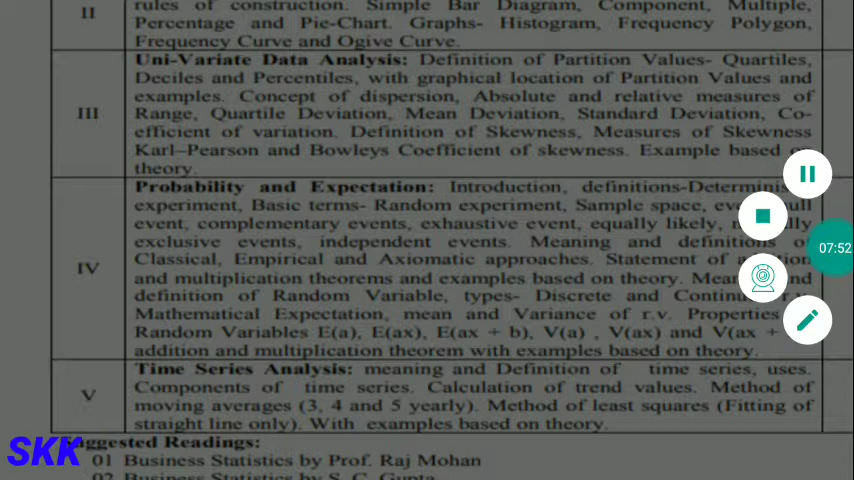 rules of construction. Simple Bar Diagram, Component, Multiple,
II
Percentage and Pie-Chart. Graphs- Histogram, Frequency Polygon,
Frequency Curve and Ogive Curve.
Uni-Variate Data Analysis: Definition of Partition Values- Quartiles,
Deciles and Percentiles, with graphical location of Partition Values and
examples. Concept of dispersion, Absolute and relative measures of
III
Range, Quartile Deviation, Mean Deviation, Standard Deviation, Co-
efficient of variation. Definition of Skewness, Measures of Skewness
Karl–Pearson and Bowleys Coefficient of skewness. Example based
theory.
Probability and Expectation: Introduction, definitions-
experiment, Basic terms- Random experiment, Sample space,
event, complementary events, exhaustive event, equally likely,
exclusive events, independent events. Meaning and definitions
IV
Classical, Empirical and Axiomatic approaches. Statement of
and multiplication theorems and examples based on theory.
definition of Random Variable, types- Discrete and
Mathematical Expectation, mean and Variance of r.v. Properties
Random Variables E(a), E(ax), E(ax + b), V(a) , V(ax) and V(ax +
addition and multiplication theorem with examples based on theory.
Time Series Analysis: meaning and Definition of time series, uses.
V
Components of time series. Calculation of trend values. Method of
moving averages (3, 4 and 5 yearly). Method of least squares (Fitting of
straight line only). With examples based on theory.
Readings:
01 Business Statistics by Prof. Raj Mohan
02 Business Statistics by S. C. Gupta
07:52
SKK